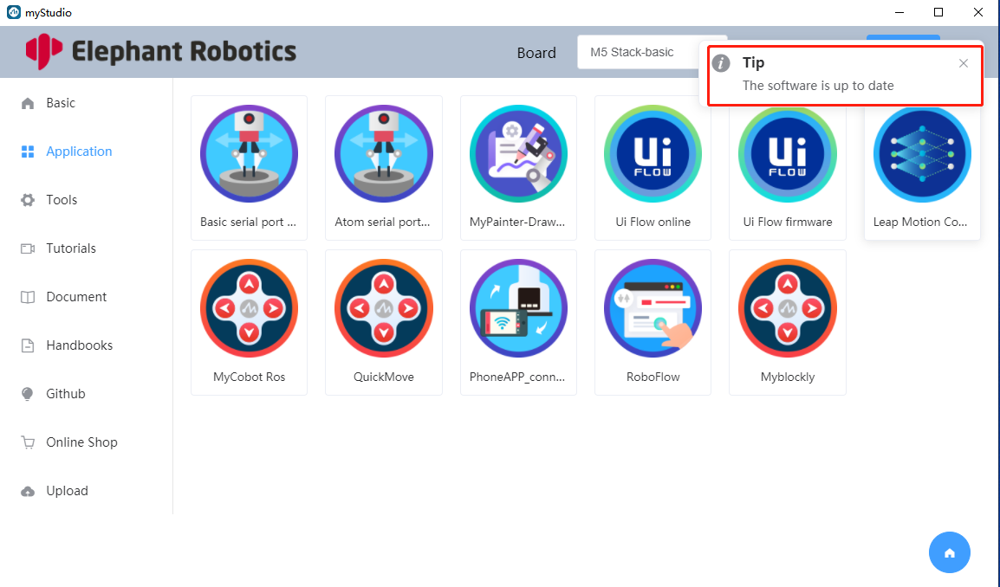 myStudio
Elephant Robotics
Board
M5 Stack-basic
Tip
The software is up to date
Basic
Application
Tools
Tutorials
Document
Handbooks
Github
Online Shop
Upload
Ui
FLOW
Ui
FLOW
Basic serial port ...
Atom serial port...
MyPainter-Draw...
Ui Flow online
Ui Flow firmware
Leap Motion Co...
MyCobot Ros
QuickMove
PhoneAPP_conn...
RoboFlow
Myblockly